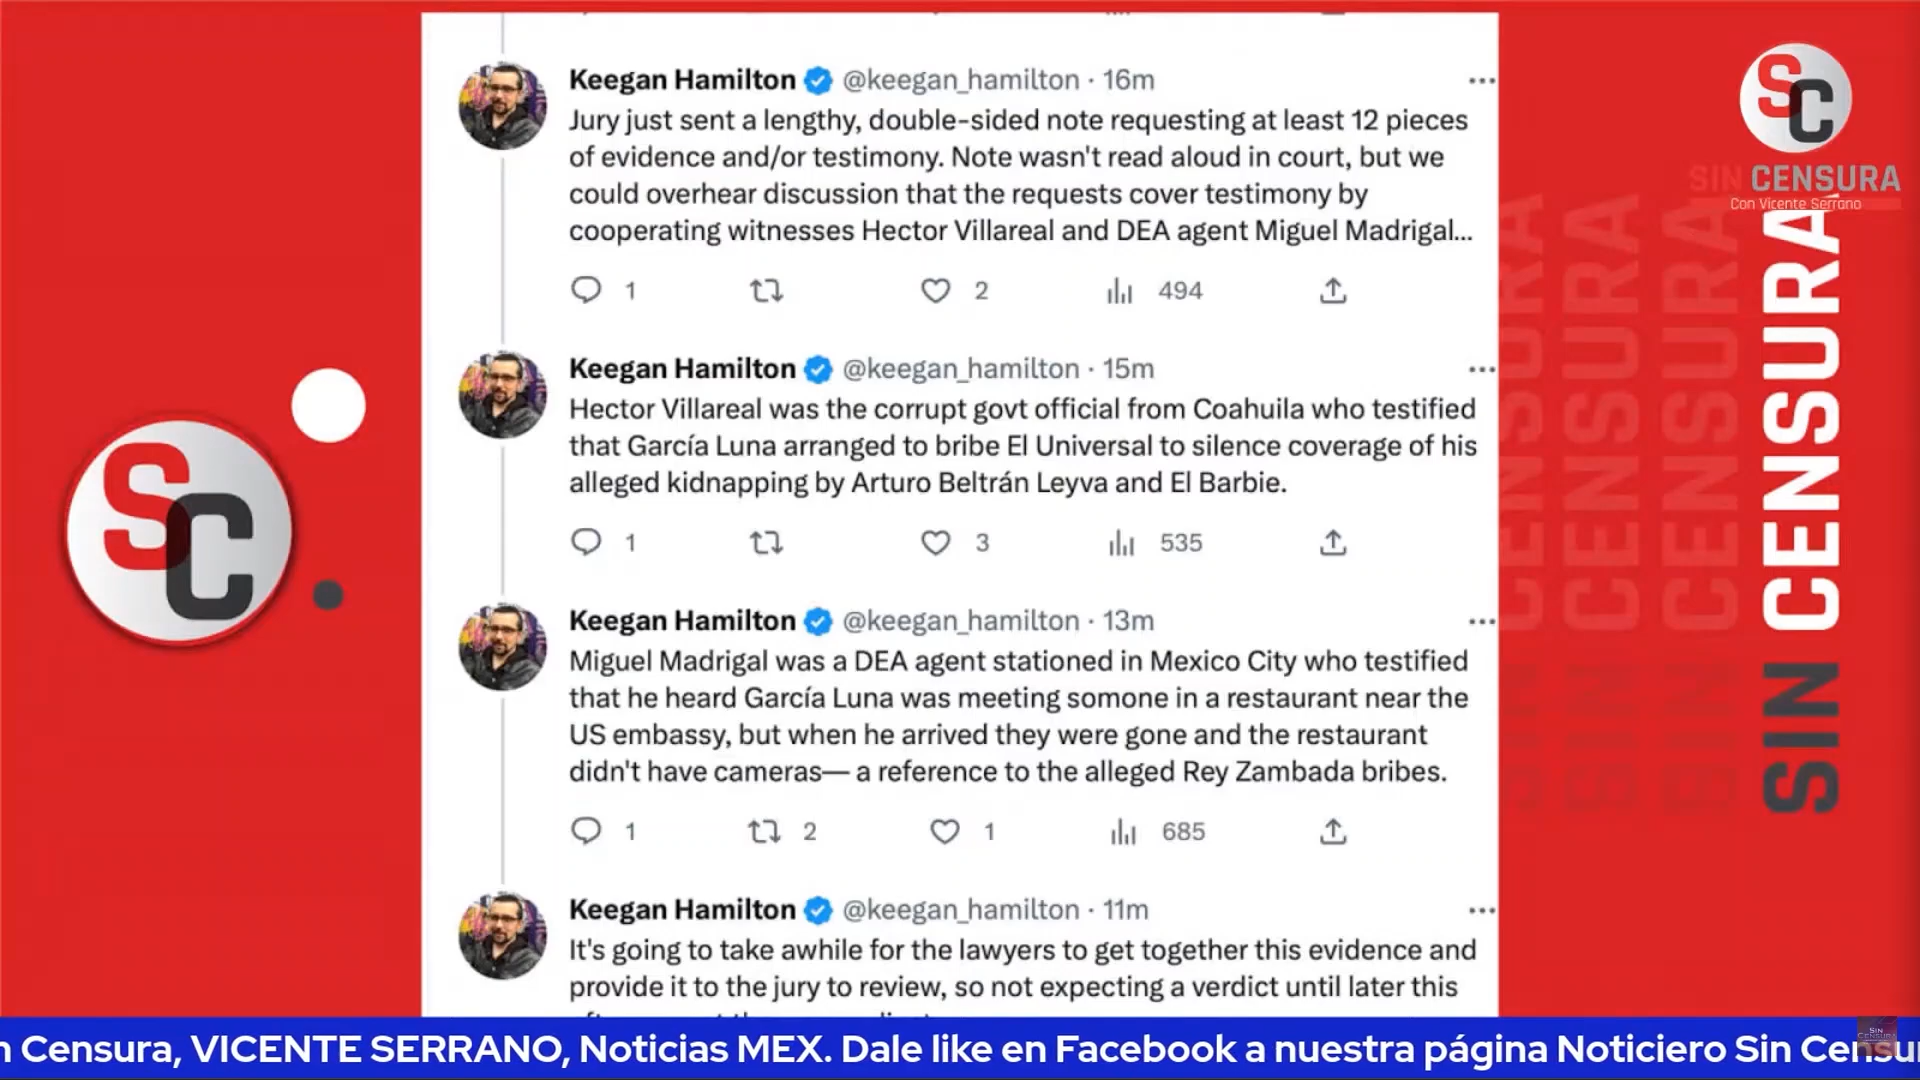 Keegan Hamilton @keegan_hamilton · 16m
Jury just sent a lengthy, double-sided note requesting at least 12 pieces
of evidence and/or testimony. Note wasn't read aloud in court, but we
could overhear discussion that the requests cover testimony by
cooperating witnesses Hector Villareal and DEA agent Miguel Madrigal...
1 2 494
Keegan Hamilton @keegan_hamilton · 15m
Hector Villareal was the corrupt govt official from Coahuila who testified
that García Luna arranged to bribe El Universal to silence coverage of his
alleged kidnapping by Arturo Beltrán Leyva and El Barbie.
1 3 535
Keegan Hamilton @keegan_hamilton · 13m
Miguel Madrigal was a DEA agent stationed in Mexico City who testified
that he heard García Luna was meeting somone in a restaurant near the
US embassy, but when he arrived they were gone and the restaurant
didn't have cameras— a reference to the alleged Rey Zambada bribes.
1 2 1 685
Keegan Hamilton @keegan_hamilton · 11m
It's going to take awhile for the lawyers to get together this evidence and
provide it to the jury to review, so not expecting a verdict until later this
SC
SC
SIN CENSURA
Con Vicente Serrano
SIN CENSURA
SIN CENSURA
SIN CENSURA
SIN CENSURA
n Censura, VICENTE SERRANO, Noticias MEX. Dale like en Facebook a nuestra página Noticiero Sin Censu